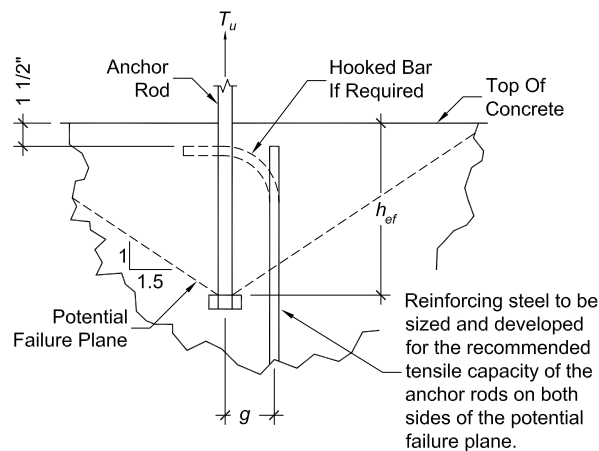 Tu
Anchor
Rod
Hooked Bar
If Required
Top Of
Concrete
1 1/2"
hef
1
1.5
Potential
Failure Plane
Reinforcing steel to be
sized and developed
for the recommended
tensile capacity of the
anchor rods on both
sides of the potential
failure plane.
g